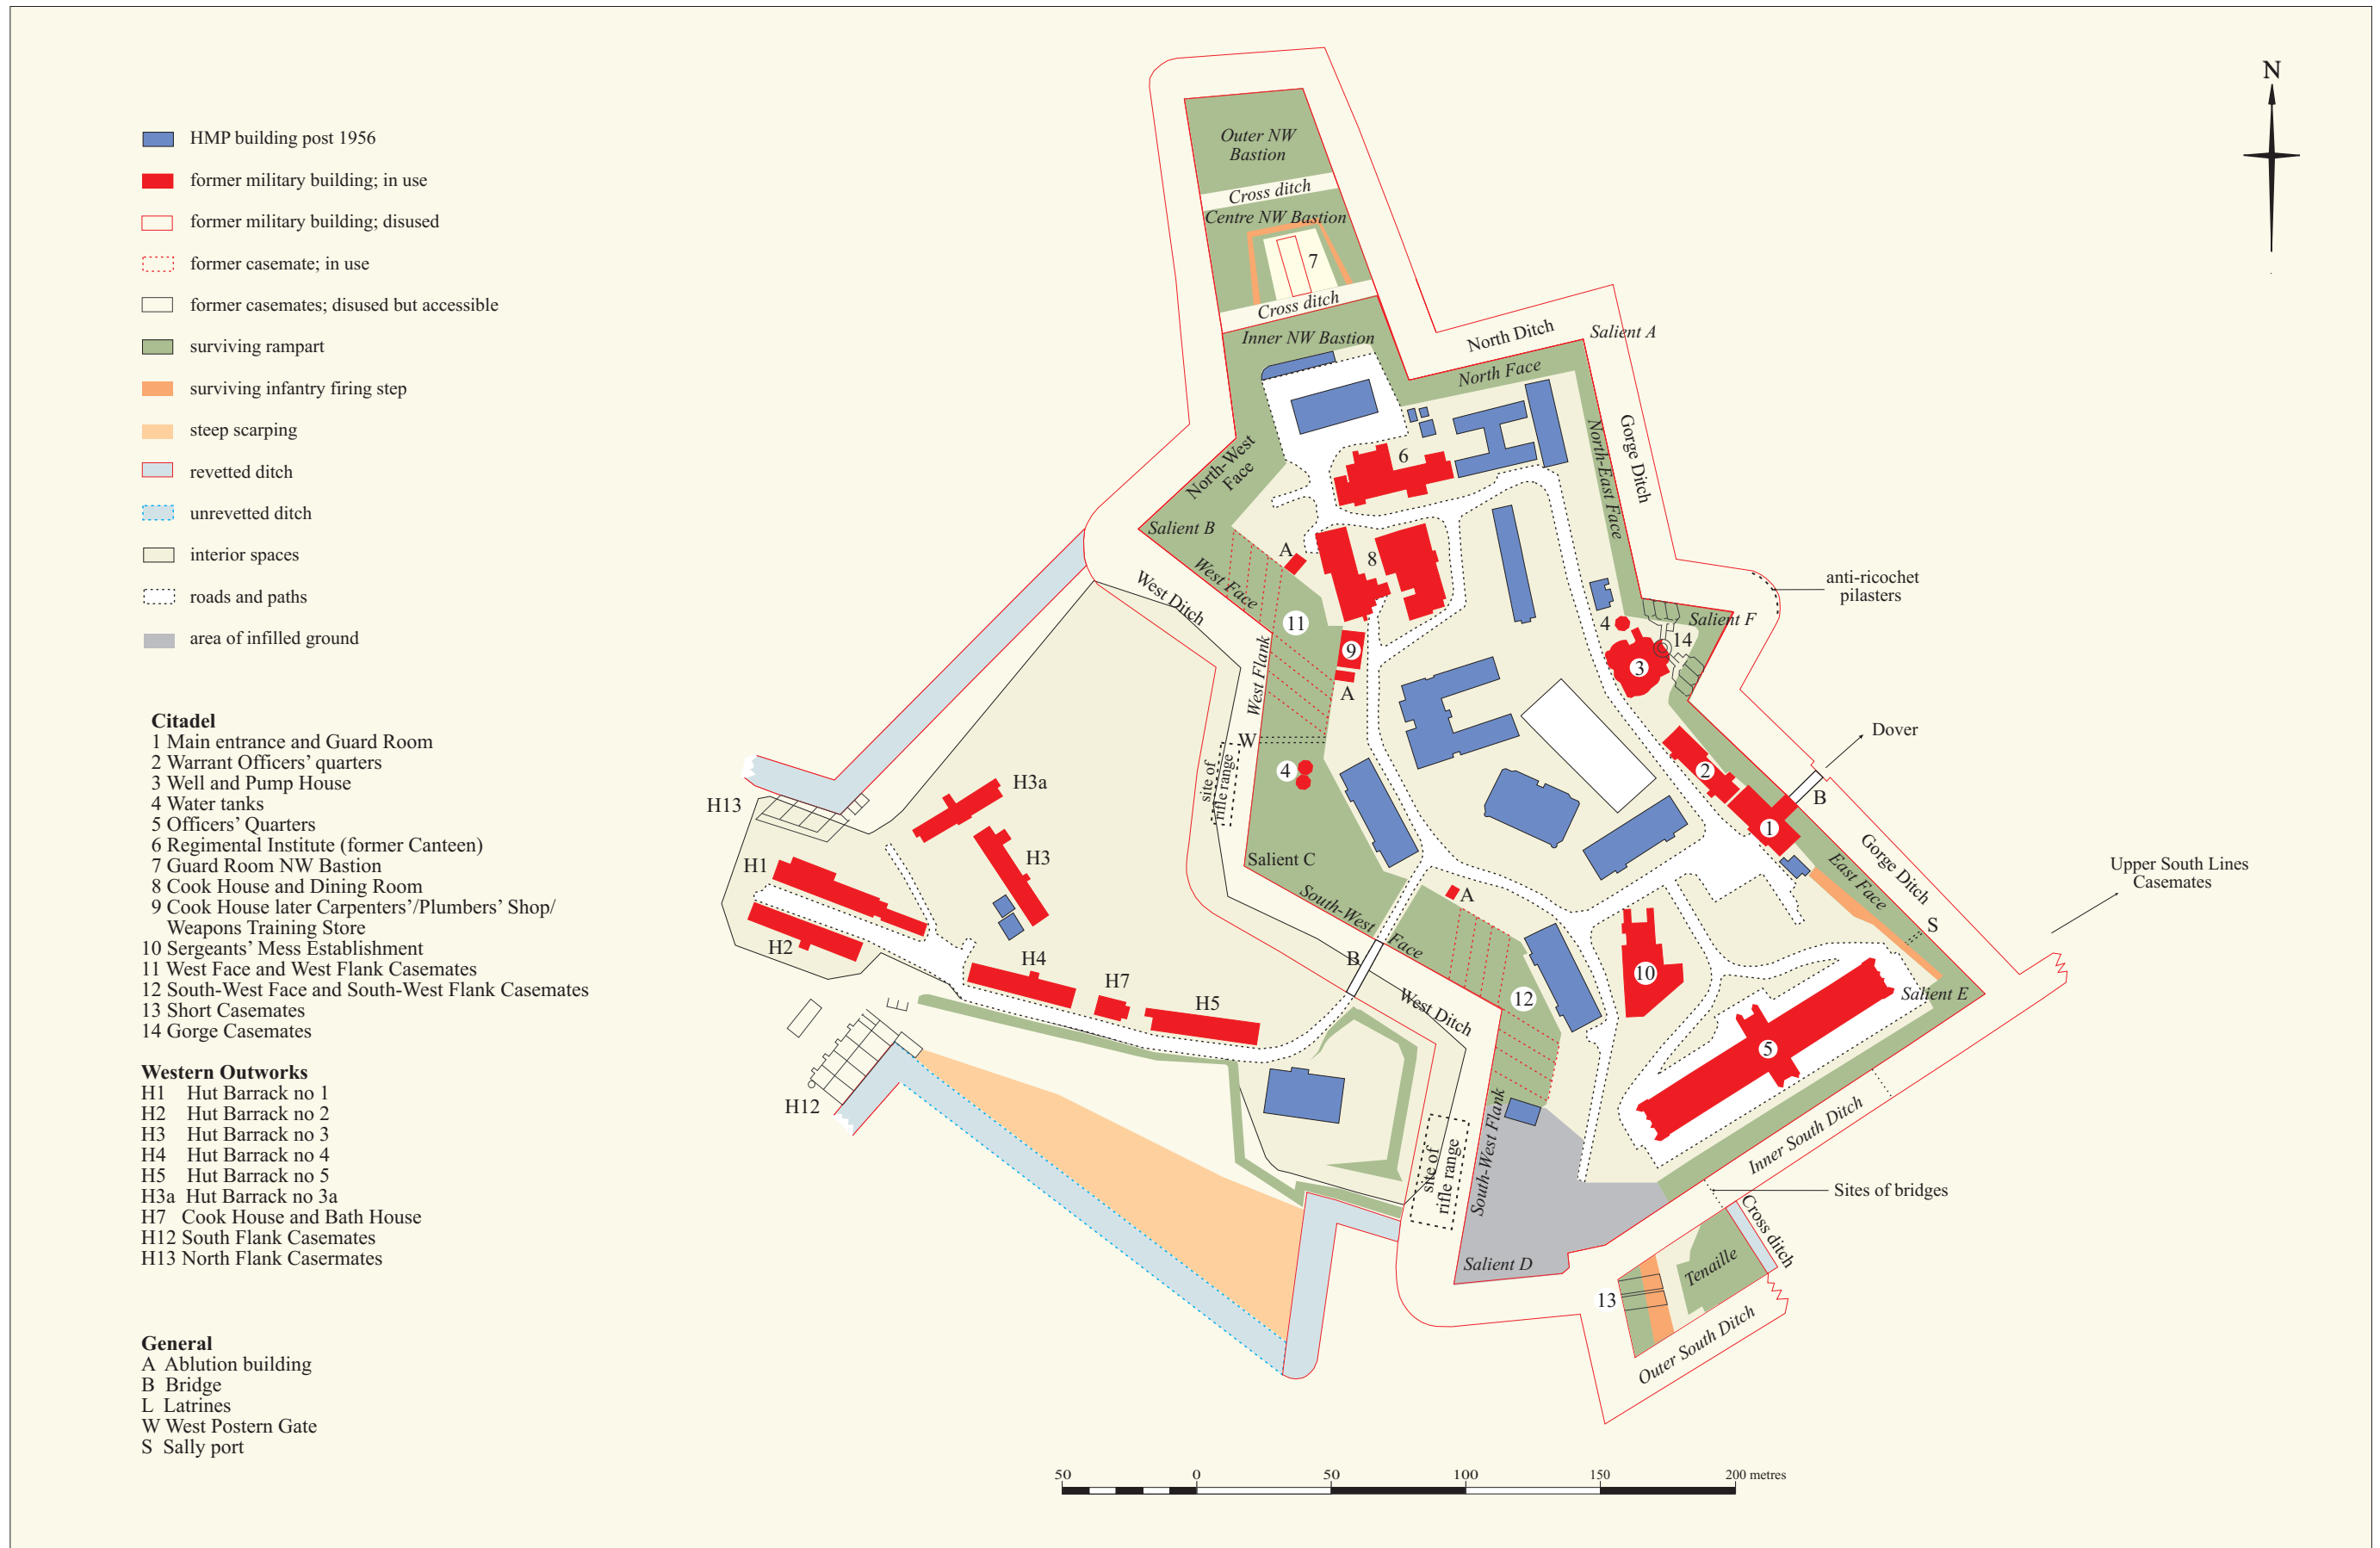 HMP building post 1956
former military building; in use
former military building; disused
former casemate; in use
former casemates; disused but accessible
surviving rampart
surviving infantry firing step
steep scarping
revetted ditch
unrevetted ditch
interior spaces
roads and paths
area of infilled ground
Citadel
1 Main entrance and Guard Room
2 Warrant Officers’ quarters
3 Well and Pump House
4 Water tanks
5 Officers’ Quarters
6 Regimental Institute (former Canteen)
7 Guard Room NW Bastion
8 Cook House and Dining Room
9 Cook House later Carpenters’/Plumbers’ Shop/
Weapons Training Store
10 Sergeants’ Mess Establishment
11 West Face and West Flank Casemates
12 South-West Face and South-West Flank Casemates
13 Short Casemates
14 Gorge Casemates
Western Outworks
H1 Hut Barrack no 1
H2 Hut Barrack no 2
H3 Hut Barrack no 3
H4 Hut Barrack no 4
H5 Hut Barrack no 5
H3a Hut Barrack no 3a
H7 Cook House and Bath House
H12 South Flank Casemates
H13 North Flank Casermates
General
A Ablution building
B Bridge
L Latrines
W West Postern Gate
S Sally port
N
Outer NW
Bastion
Cross ditch
Centre NW Bastion
7
Cross ditch
Inner NW Bastion
North Ditch
Salient A
North Face
Gorge Ditch
North-East Face
North-West
Face
6
Salient B
A
8
West Face
West Ditch
anti-ricochet
pilasters
11
4
Salient F
14
9
3
West Flank
A
W
Dover
4
2
B
site of
rifle range
1
H3a
H13
H3
H1
Salient C
Gorge Ditch
East Face
Upper South Lines
Casemates
A
South-West
Face
S
H2
B
H4
10
H7
12
Salient E
H5
West Ditch
5
H12
South-West Flank
Inner South Ditch
site of
rifle range
Sites of bridges
Cross ditch
Salient D
Tenaille
13
Outer South Ditch
50
0
50
100
150
200 metres